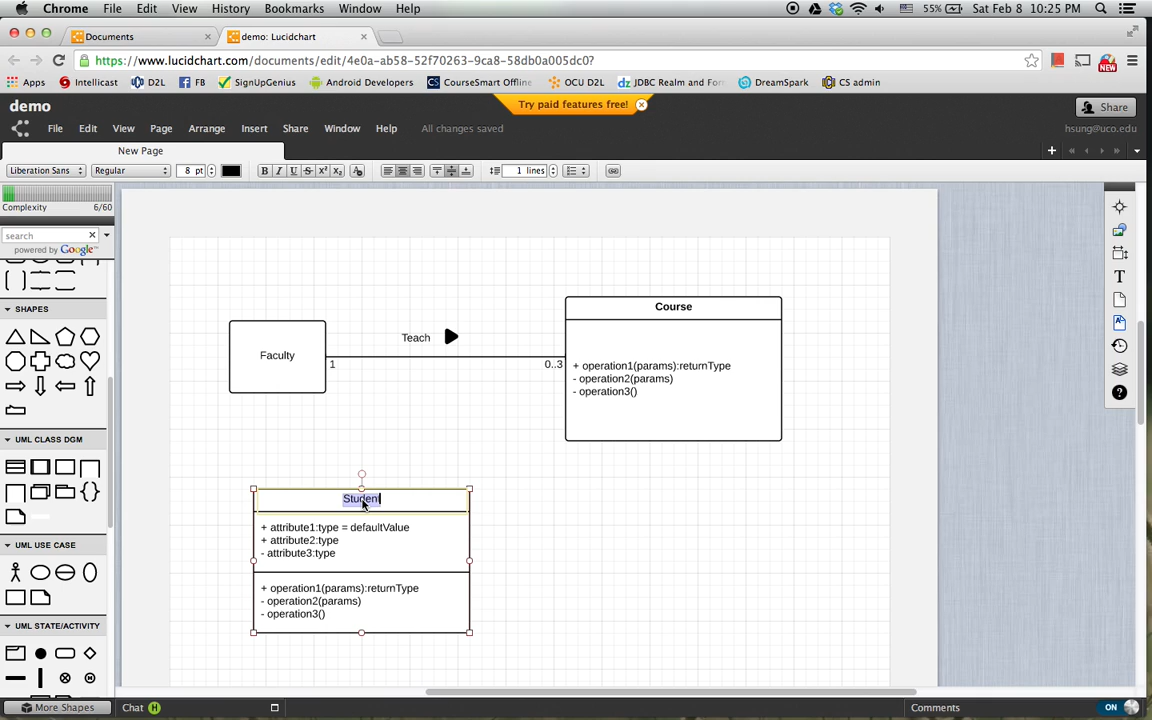 Chrome File Edit View History Bookmarks Window Help 55% Sat Feb 8 10:25 PM
Documents × demo: Lucidchart ×
https://www.lucidchart.com/documents/edit/4e0a-ab58-52f70263-9ca8-58db0a005dc0?
Apps Intellicast D2L FB SignUpGenius Android Developers CS CourseSmart Offline OCU D2L dz JDBC Realm and For DreamSpark CS admin
NEW
demo
Try paid features free!
Share
File Edit View Page Arrange Insert Share Window Help All changes saved
hsung@uco.edu
New Page
Liberation Sans Regular 8 pt B I U S x² x₂ 1 lines
Complexity 6/60
search
powered by Google™
SHAPES
UML CLASS DGM
UML USE CASE
UML STATE/ACTIVITY
Faculty
Teach
1
0..3
Course
+ operation1(params):returnType
- operation2(params)
- operation3()
Student
+ attribute1:type = defaultValue
+ attribute2:type
- attribute3:type
+ operation1(params):returnType
- operation2(params)
- operation3()
More Shapes Chat H Comments ON